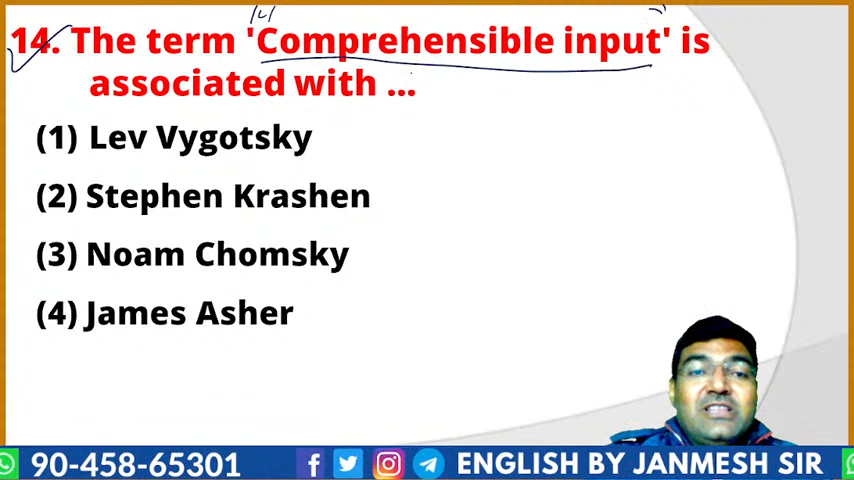 14. The term 'Comprehensible input' is
associated with ...
(1) Lev Vygotsky
(2) Stephen Krashen
(3) Noam Chomsky
(4) James Asher
90-458-65301 ENGLISH BY JANMESH SIR